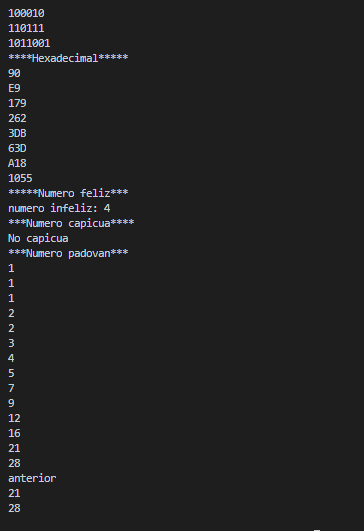 100010
110111
1011001
****Hexadecimal*****
90
E9
179
262
3DB
63D
A18
1055
*****Numero feliz***
numero infeliz: 4
***Numero capicua****
No capicua
***Numero padovan***
1
1
1
2
2
3
4
5
7
9
12
16
21
28
anterior
21
28